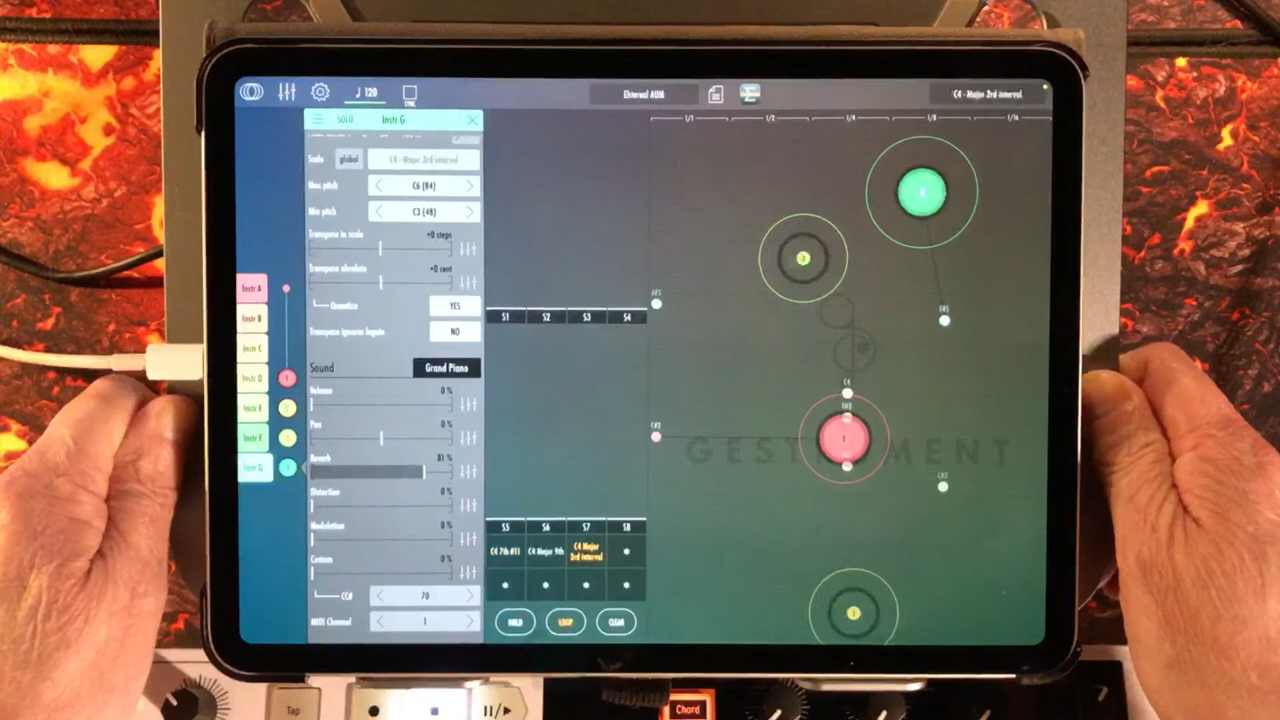 ♩ 120
SYNC
Ektereal AUM
C4 - Major 3rd interval
SOLO
Instr G
1/1
1/2
1/4
1/8
1/16
Scale
global
C4 - Major 3rd interval
Max pitch
C6 (84)
Min pitch
C3 (48)
Transpose in scale
+0 steps
Transpose absolute
+0 cent
Quantize
YES
Transpose ignores legato
NO
Sound
Grand Piano
Volume
0 %
Pan
0 %
Reverb
81 %
Distortion
0 %
Modulation
0 %
Custom
0 %
CC#
70
MIDI Channel
1
Instr A
Instr B
Instr C
Instr D
Instr E
Instr F
Instr G
S1
S2
S3
S4
S5
S6
S7
S8
C4 7th #11
C4 Major 9th
C4 Major
3rd interval
HOLD
LOOP
CLEAR
GESTRUMENT
Tap
Chord